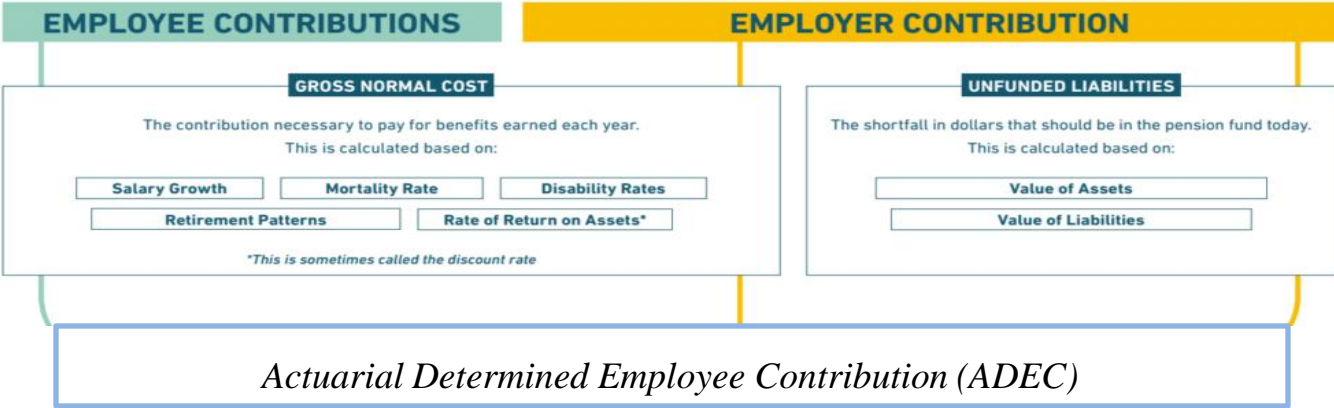 EMPLOYEE CONTRIBUTIONS
EMPLOYER CONTRIBUTION
GROSS NORMAL COST
The contribution necessary to pay for benefits earned each year.
This is calculated based on:
Salary Growth
Mortality Rate
Disability Rates
Retirement Patterns
Rate of Return on Assets*
*This is sometimes called the discount rate
UNFUNDED LIABILITIES
The shortfall in dollars that should be in the pension fund today.
This is calculated based on:
Value of Assets
Value of Liabilities
Actuarial Determined Employee Contribution (ADEC)